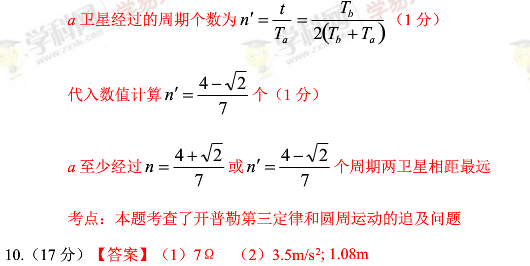 a 卫星经过的周期个数为 n′ = t/T_a = T_b/(2(T_b + T_a))（1 分）
代入数值计算 n′ = (4 − √2)/7 个（1 分）
a 至少经过 n = (4 + √2)/7 或 n′ = (4 − √2)/7 个周期两卫星相距最远
考点：本题考查了开普勒第三定律和圆周运动的追及问题
10.（17 分）【答案】（1）7Ω （2）3.5m/s²; 1.08m